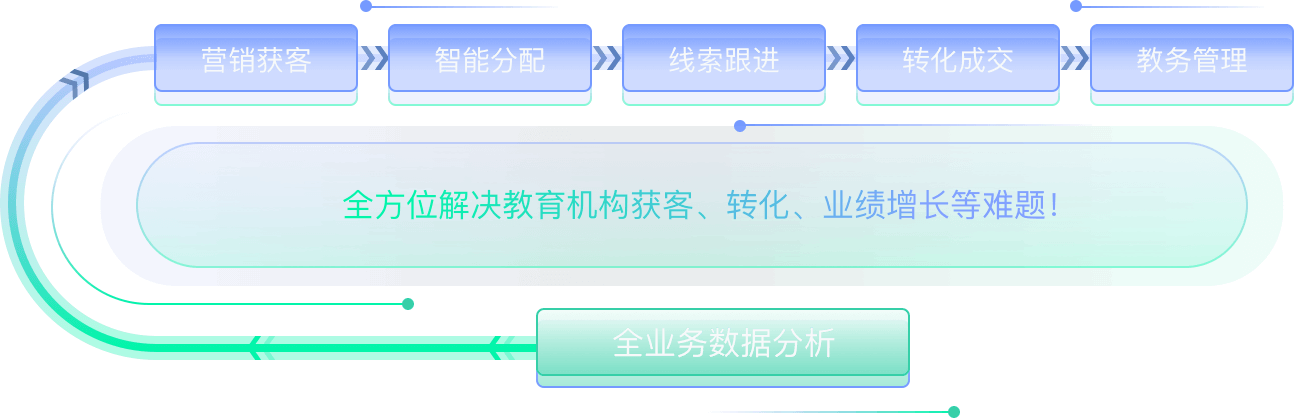 营销获客
智能分配
线索跟进
转化成交
教务管理
全方位解决教育机构获客、转化、业绩增长等难题！
全业务数据分析